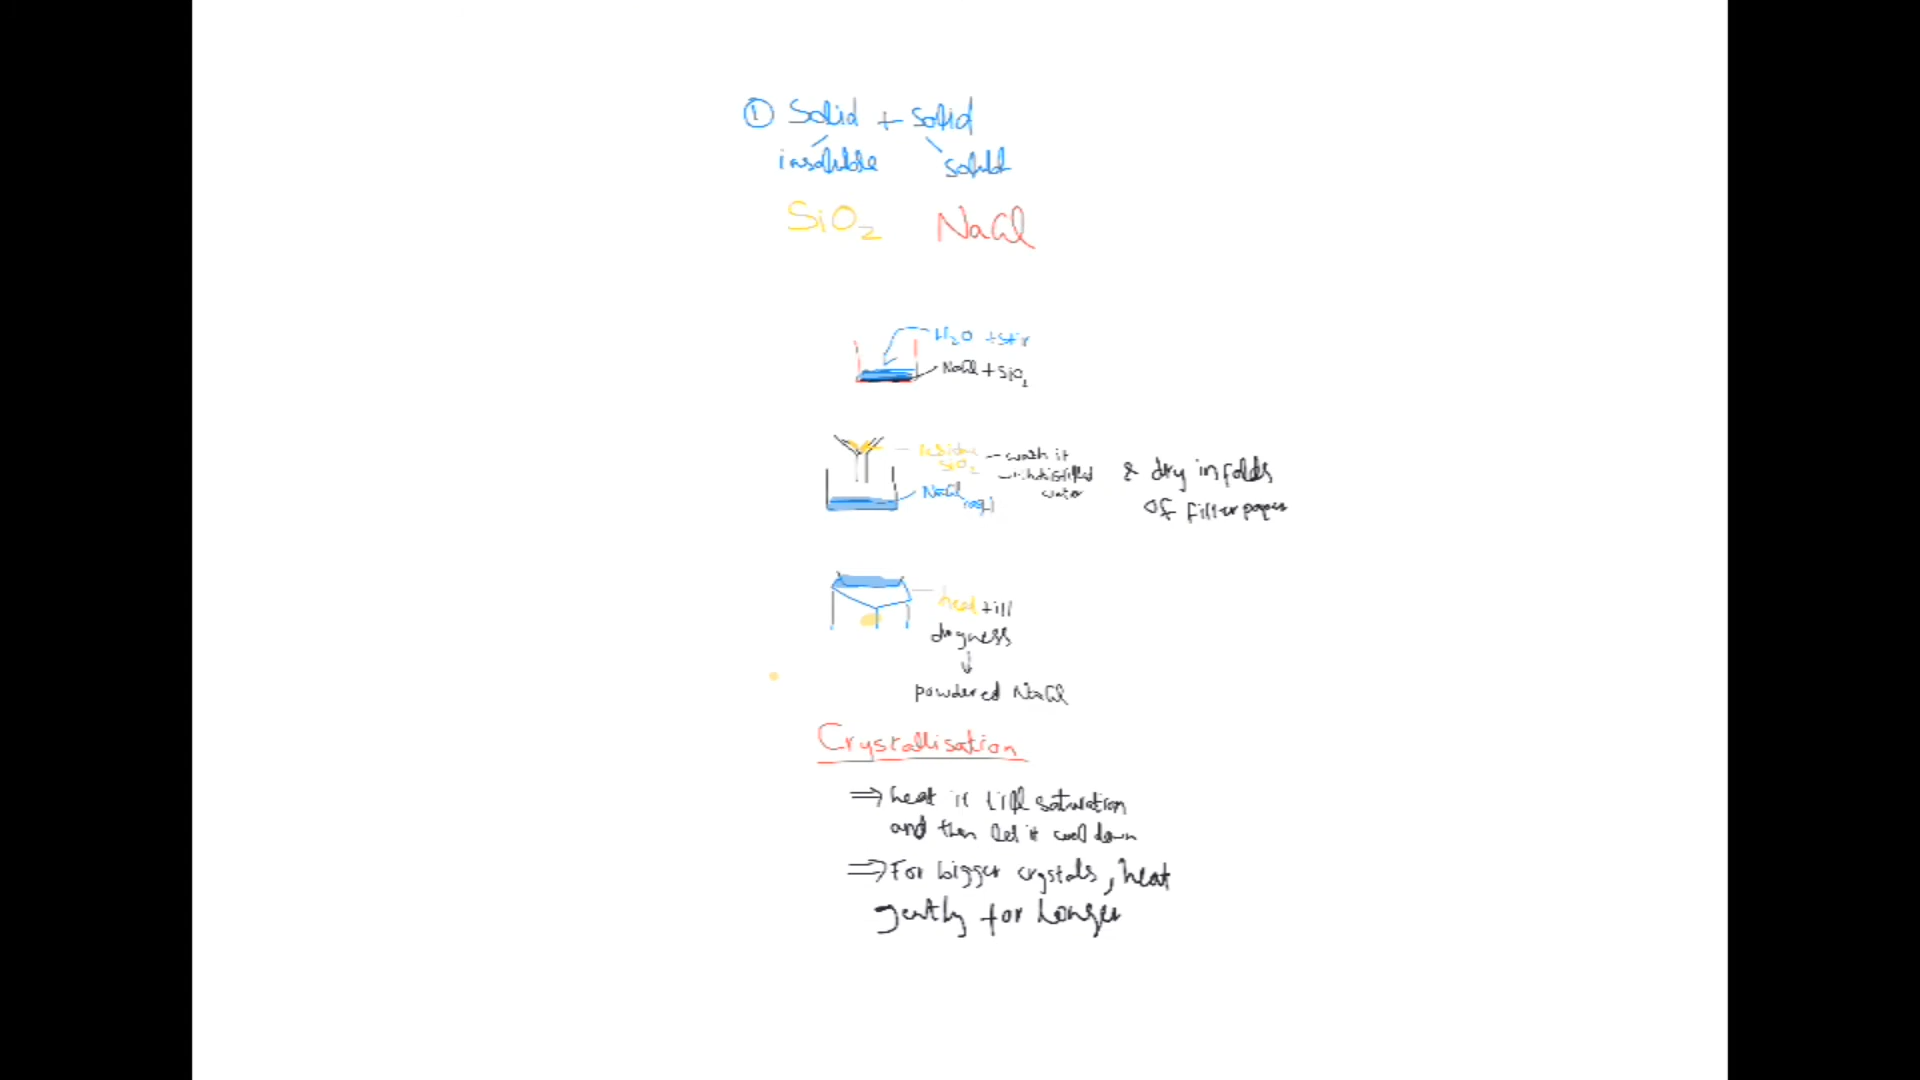 ① Solid + Solid
insoluble soluble
SiO₂ NaCl
H₂O + stir
NaCl + SiO₂
residue SiO₂ – wash it with distilled water & dry in folds of filter paper
NaCl (aq)
heat till
dryness
↓
powdered NaCl
Crystallisation
⇒ heat it till saturation
and then let it cool down
⇒ For bigger crystals, heat
gently for longer